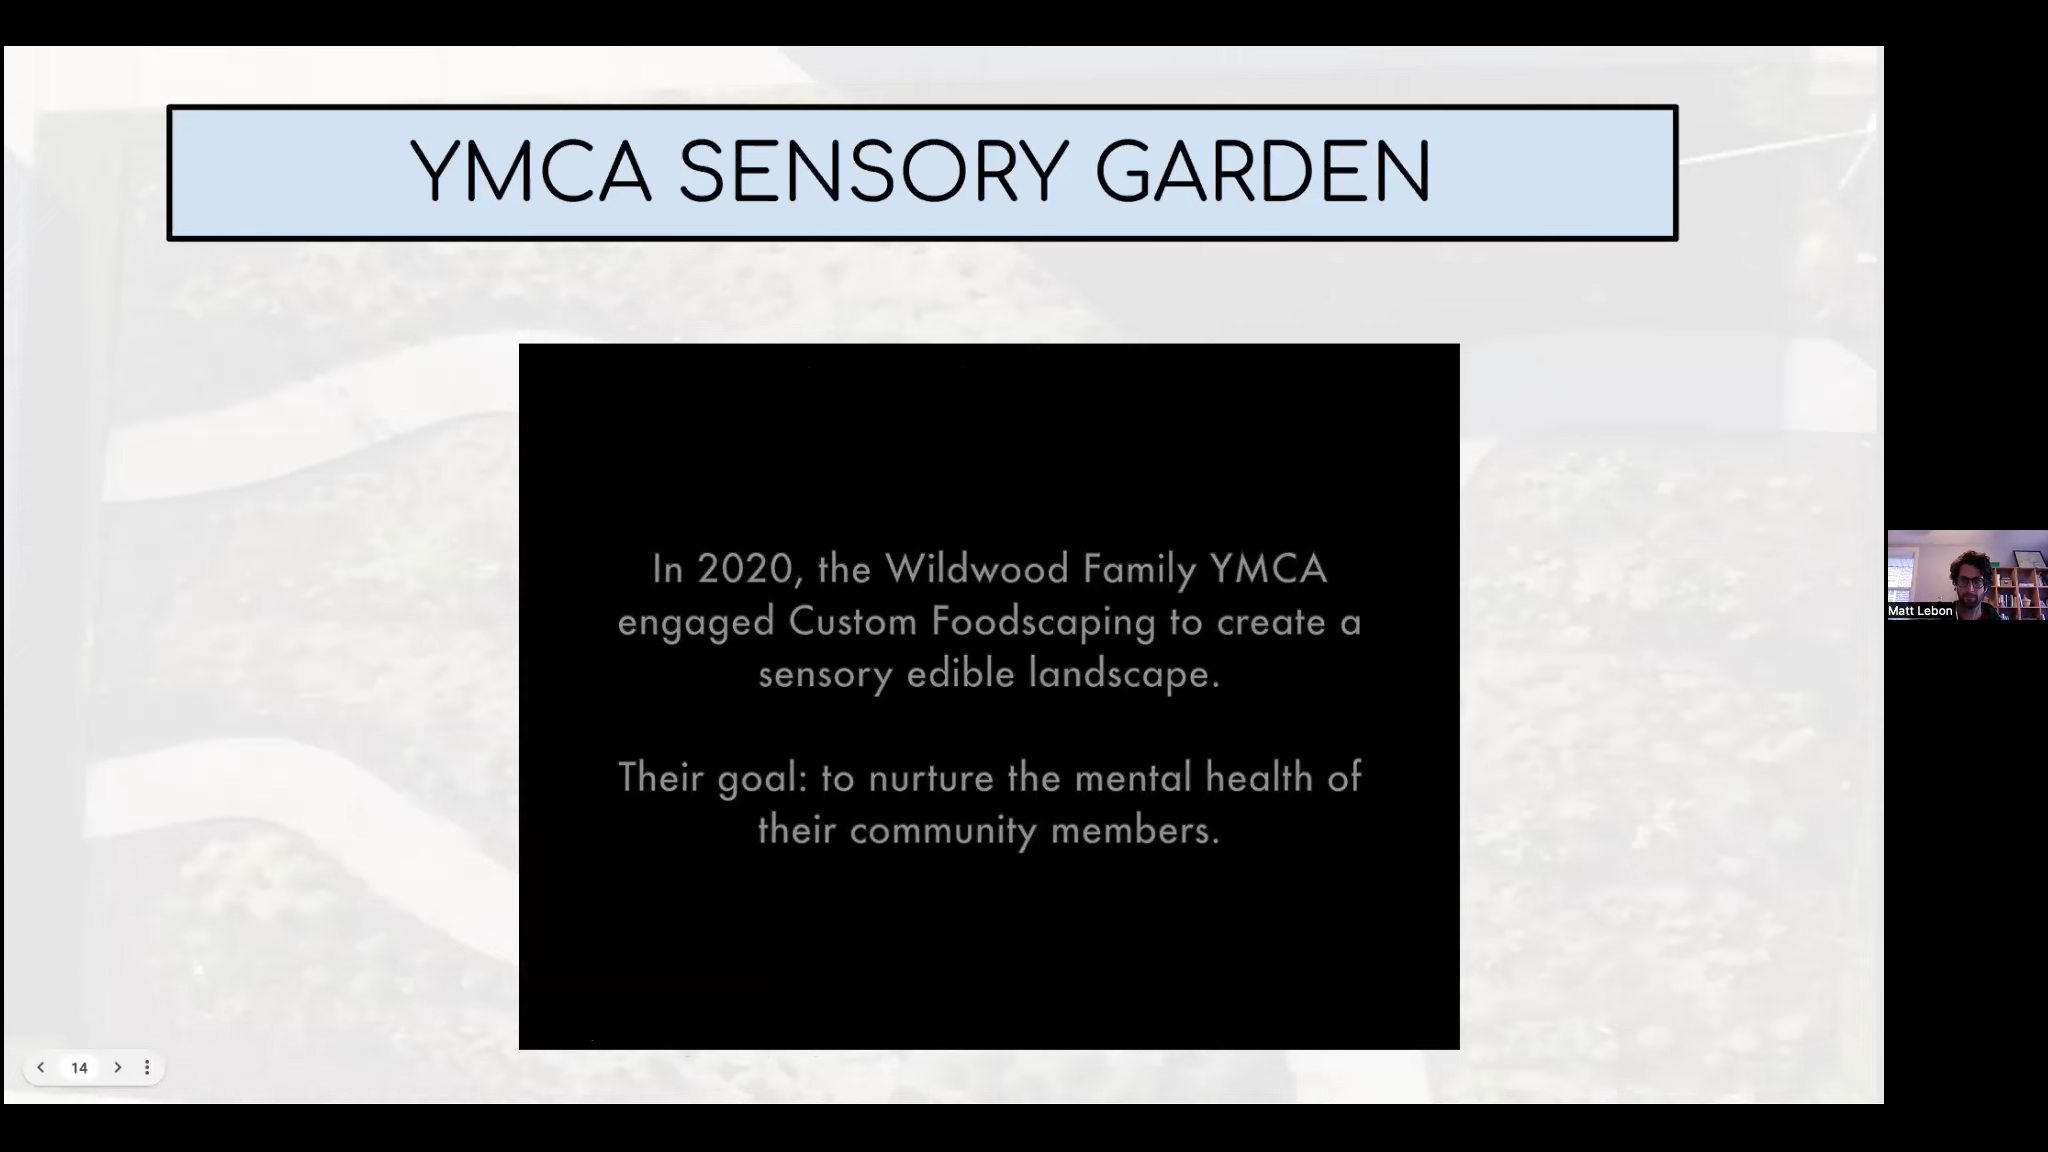 YMCA SENSORY GARDEN
In 2020, the Wildwood Family YMCA
engaged Custom Foodscaping to create a
sensory edible landscape.
Their goal: to nurture the mental health of
their community members.
Matt Lebon
14